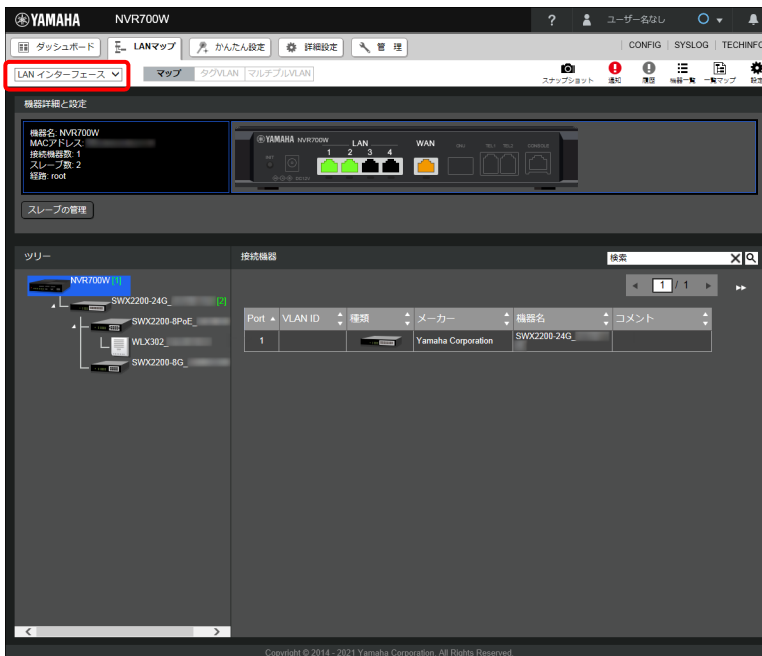 YAMAHA NVR700W ? ユーザー名なし
ダッシュボード LANマップ かんたん設定 詳細設定 管 理 CONFIG SYSLOG TECHINFO
LAN インターフェース マップ タグVLAN マルチプルVLAN スナップショット 通知 履歴 機器一覧 一覧マップ 設定
機器詳細と設定
機器名: NVR700W
MACアドレス:
接続機器数: 1
スレーブ数: 2
経路: root
YAMAHA NVR700W LAN WAN ONU TEL1 TEL2 CONSOLE
1 2 3 4
DC12V
スレーブの管理
ツリー
NVR700W [1]
SWX2200-24G_ [2]
SWX2200-8PoE_
WLX302_
SWX2200-8G_
接続機器 検索
1 / 1
Port VLAN ID 種類 メーカー 機器名 コメント
1 Yamaha Corporation SWX2200-24G_
Copyright © 2014 - 2021 Yamaha Corporation. All Rights Reserved.